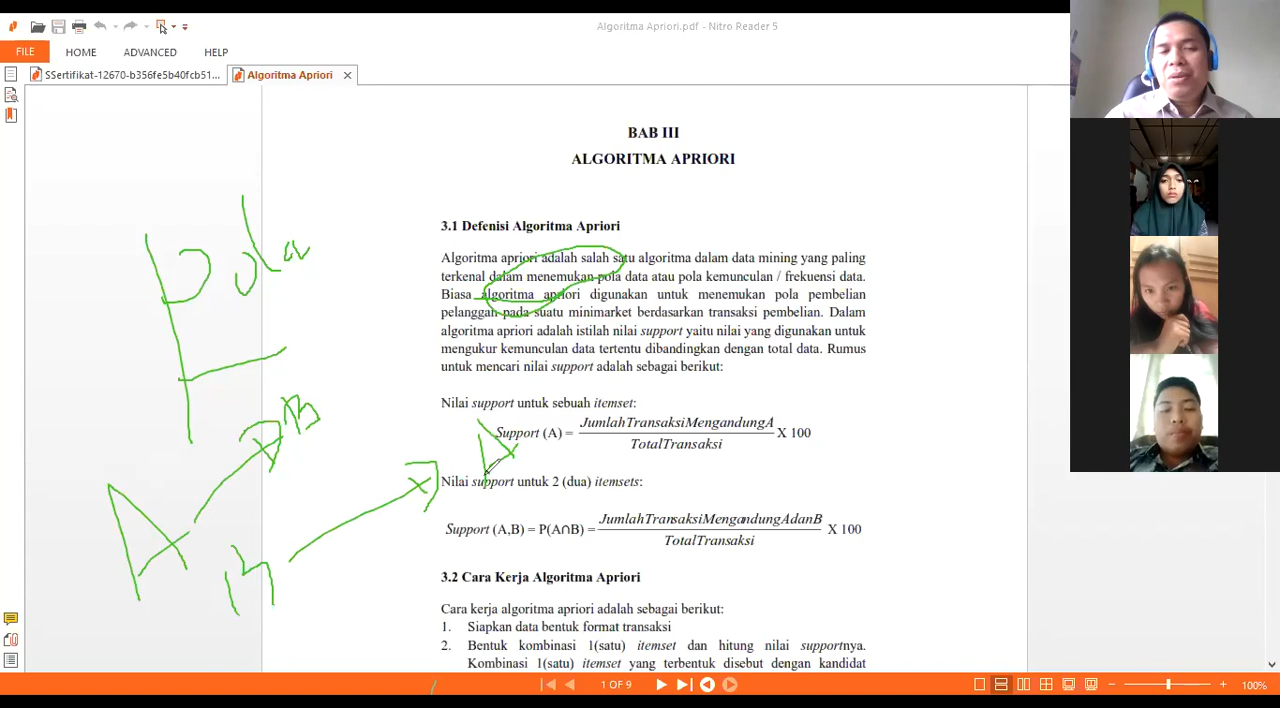 Algoritma Apriori.pdf - Nitro Reader 5
FILE HOME ADVANCED HELP
SSertifikat-12670-b356fe5b40fcb51... Algoritma Apriori
BAB III
ALGORITMA APRIORI
3.1 Defenisi Algoritma Apriori
Algoritma apriori adalah salah satu algoritma dalam data mining yang paling
terkenal dalam menemukan pola data atau pola kemunculan / frekuensi data.
Biasa algoritma apriori digunakan untuk menemukan pola pembelian
pelanggan pada suatu minimarket berdasarkan transaksi pembelian. Dalam
algoritma apriori adalah istilah nilai support yaitu nilai yang digunakan untuk
mengukur kemunculan data tertentu dibandingkan dengan total data. Rumus
untuk mencari nilai support adalah sebagai berikut:
Nilai support untuk sebuah itemset:
Support (A) = JumlahTransaksiMengandungA X 100
TotalTransaksi
Nilai support untuk 2 (dua) itemsets:
Support (A,B) = P(A∩B) = JumlahTransaksiMengandungAdanB X 100
TotalTransaksi
3.2 Cara Kerja Algoritma Apriori
Cara kerja algoritma apriori adalah sebagai berikut:
1. Siapkan data bentuk format transaksi
2. Bentuk kombinasi 1(satu) itemset dan hitung nilai supportnya.
Kombinasi 1(satu) itemset yang terbentuk disebut dengan kandidat
Pola
A
B
A
1 OF 9
100%